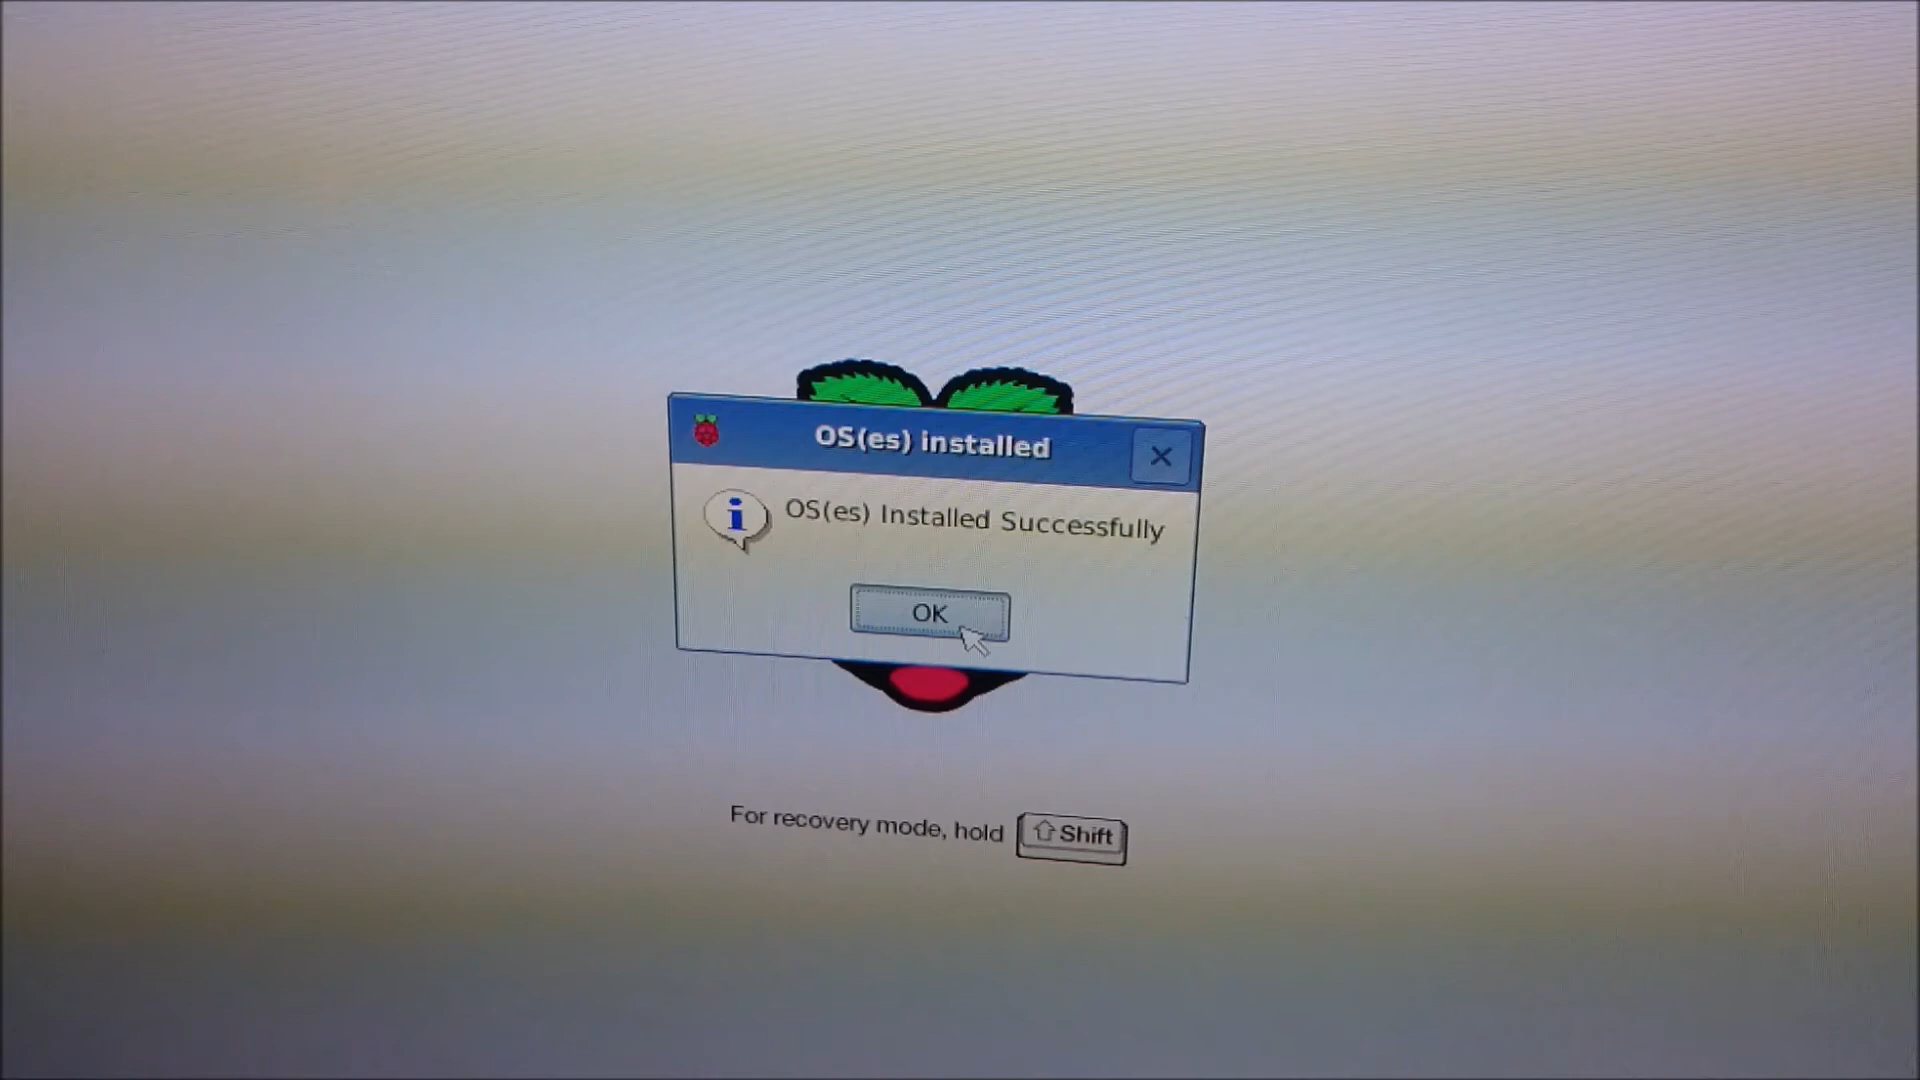 OS(es) installed
OS(es) Installed Successfully
OK
For recovery mode, hold Shift